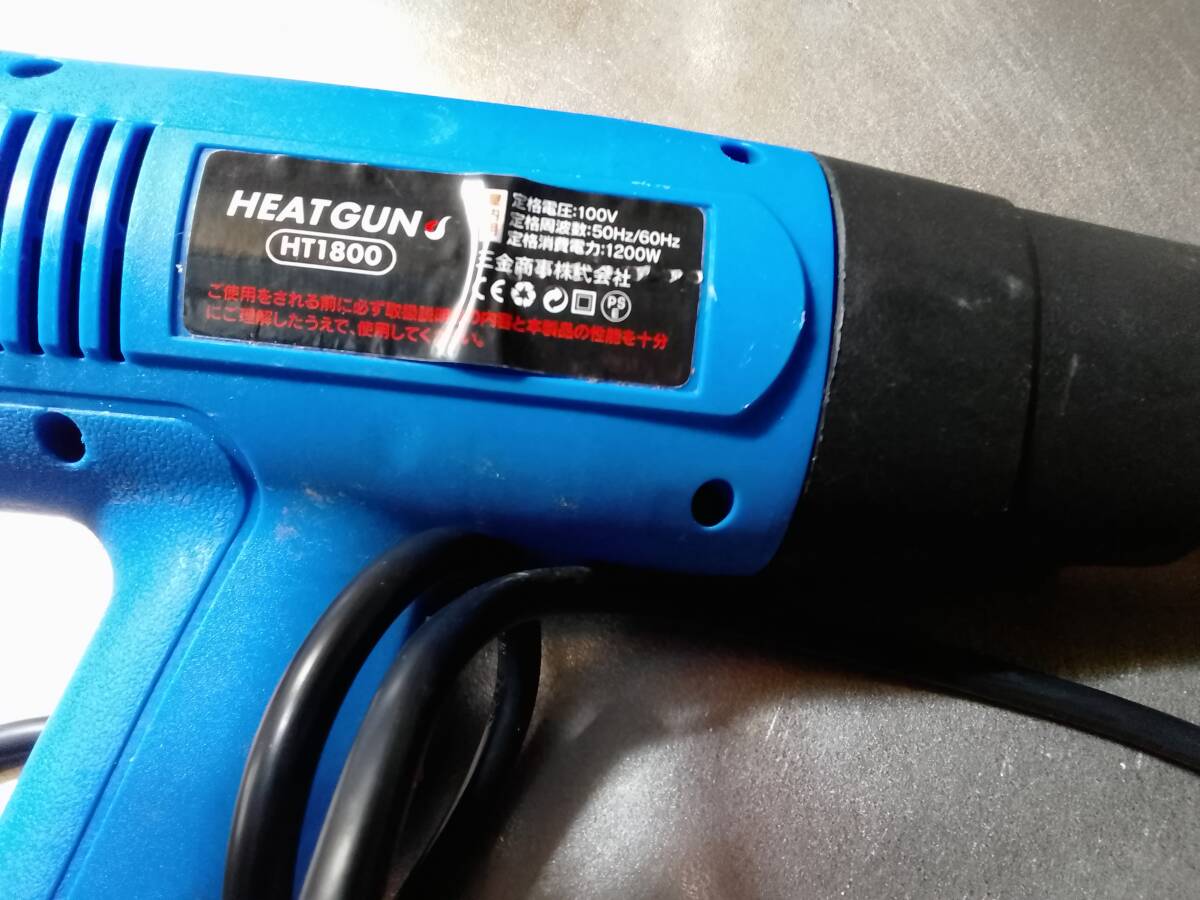 HEATGUN
HT1800
定格電圧:100V
定格周波数:50Hz/60Hz
定格消費電力:1200W
三金商事株式会社
CE
PS
ご使用をされる前に必ず取扱説明 の内容と本製品の性能を十分
にご理解したうえで、使用してく い。